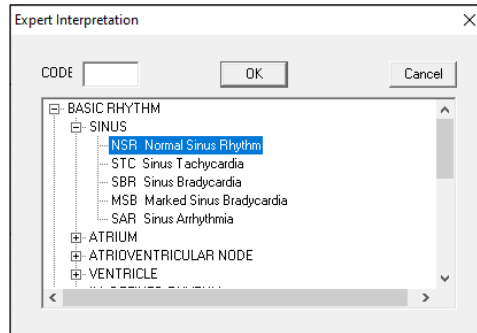 Expert Interpretation
CODE OK Cancel
BASIC RHYTHM
SINUS
NSR Normal Sinus Rhythm
STC Sinus Tachycardia
SBR Sinus Bradycardia
MSB Marked Sinus Bradycardia
SAR Sinus Arrhythmia
ATRIUM
ATRIOVENTRICULAR NODE
VENTRICLE